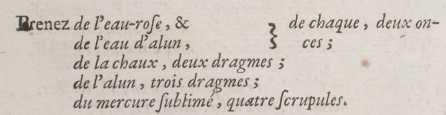 Prenez de l'eau-roſe, & } de chaque, deux on-
de l'eau d'alun, ces;
de la chaux, deux dragmes;
de l'alun, trois dragmes;
du mercure ſublimé, quatre ſcrupules.